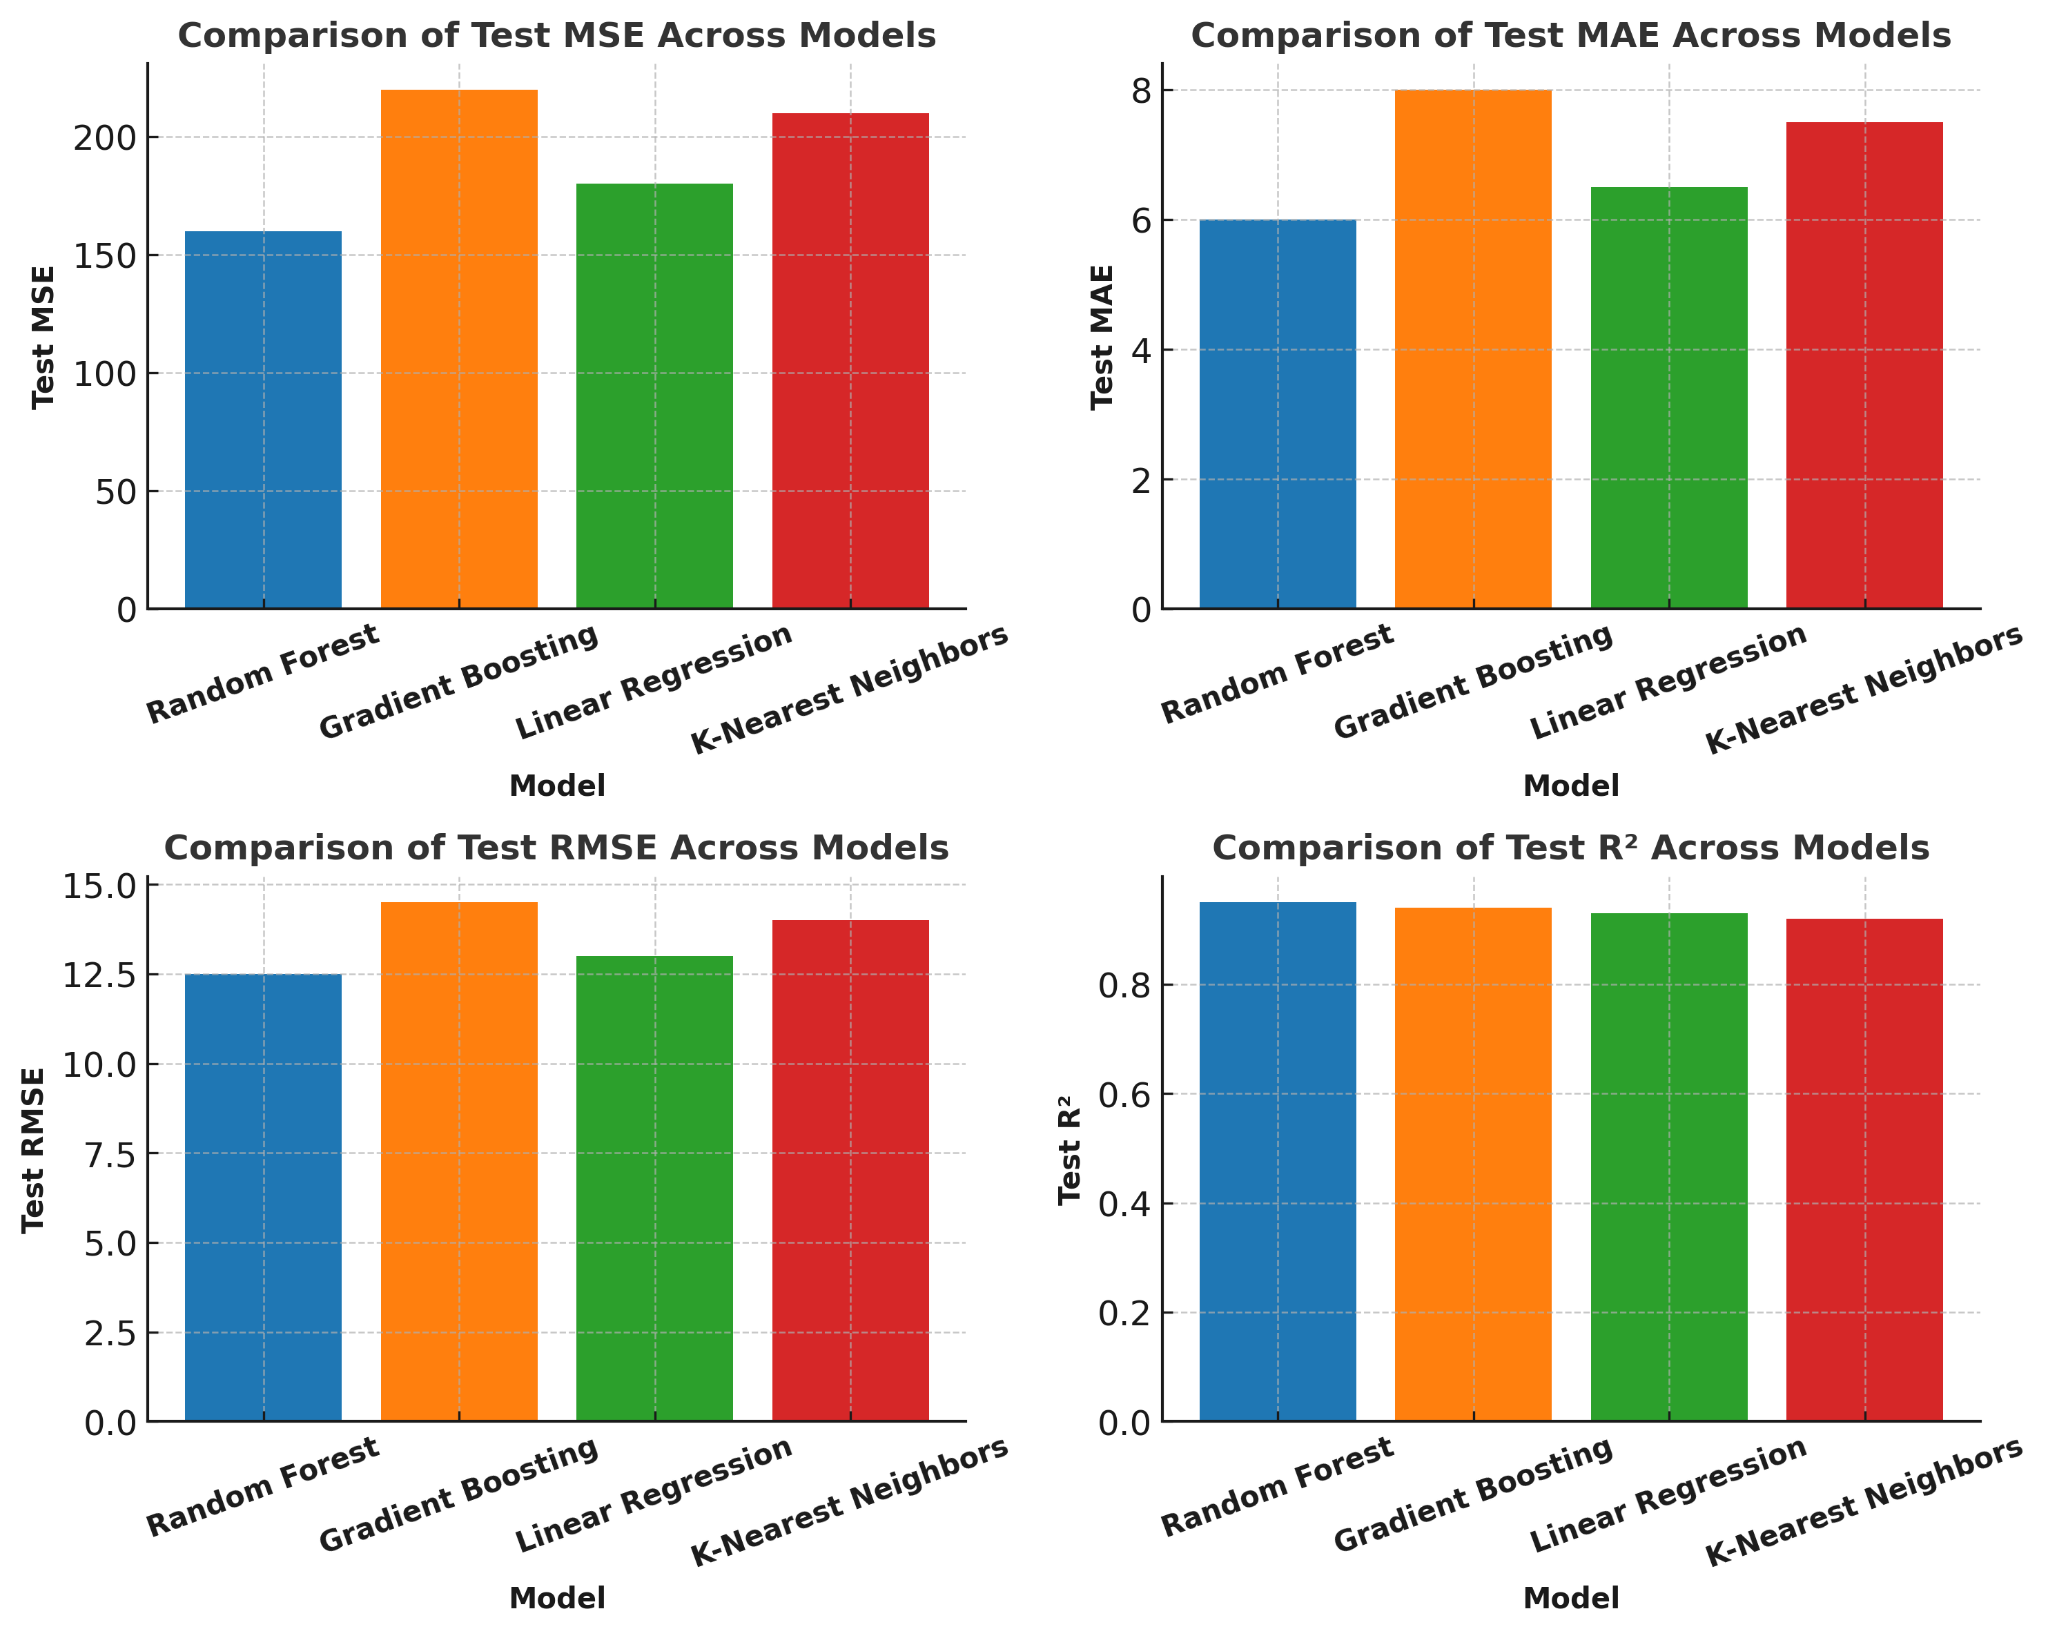 Comparison of Test MSE Across Models
Test MSE
200
150
100
50
0
Random Forest
Gradient Boosting
Linear Regression
K-Nearest Neighbors
Model
Comparison of Test MAE Across Models
Test MAE
8
6
4
2
0
Random Forest
Gradient Boosting
Linear Regression
K-Nearest Neighbors
Model
Comparison of Test RMSE Across Models
Test RMSE
15.0
12.5
10.0
7.5
5.0
2.5
0.0
Random Forest
Gradient Boosting
Linear Regression
K-Nearest Neighbors
Model
Comparison of Test R² Across Models
Test R²
0.8
0.6
0.4
0.2
0.0
Random Forest
Gradient Boosting
Linear Regression
K-Nearest Neighbors
Model